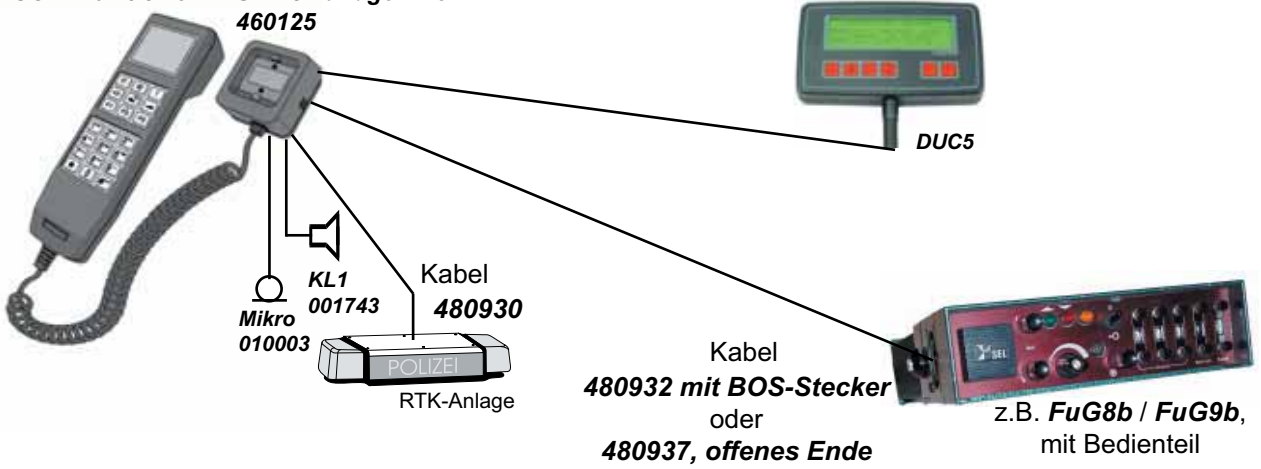 460125
DUC5
KL1
001743
Mikro
010003
Kabel
480930
POLIZEI
RTK-Anlage
Kabel
480932 mit BOS-Stecker
oder
480937, offenes Ende
SEL
z.B. FuG8b / FuG9b,
mit Bedienteil